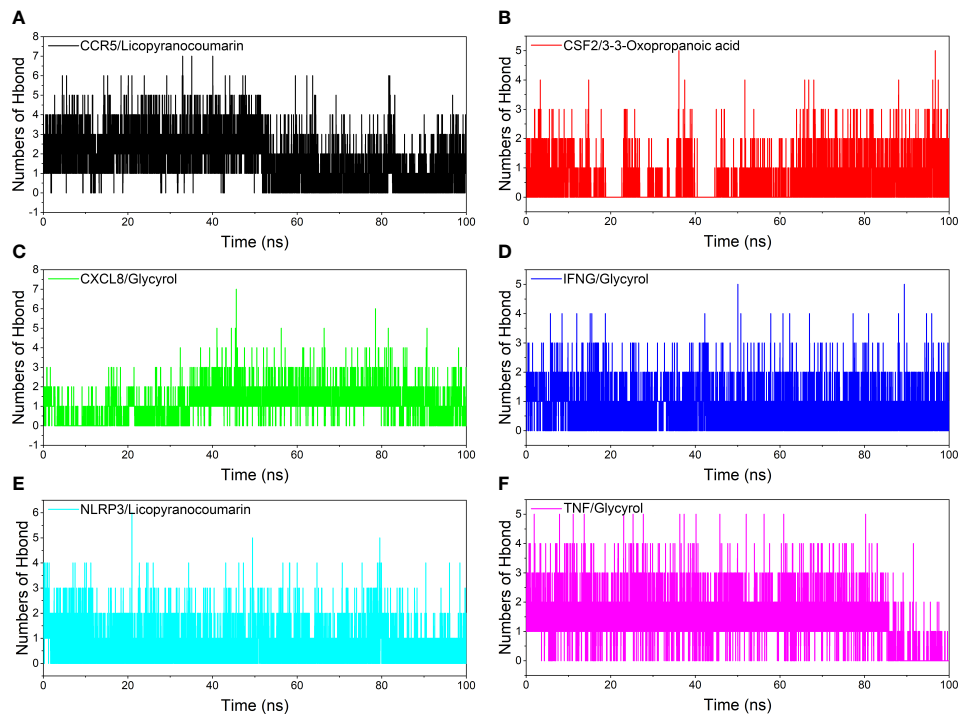 A
CCR5/Licopyranocoumarin
Numbers of Hbond
8
7
6
5
4
3
2
1
0
-1
0 20 40 60 80 100
Time (ns)
B
CSF2/3-3-Oxopropanoic acid
Numbers of Hbond
5
4
3
2
1
0
0 20 40 60 80 100
Time (ns)
C
CXCL8/Glycyrol
Numbers of Hbond
8
7
6
5
4
3
2
1
0
-1
0 20 40 60 80 100
Time (ns)
D
IFNG/Glycyrol
Numbers of Hbond
5
4
3
2
1
0
0 20 40 60 80 100
Time (ns)
E
NLRP3/Licopyranocoumarin
Numbers of Hbond
6
5
4
3
2
1
0
0 20 40 60 80 100
Time (ns)
F
TNF/Glycyrol
Numbers of Hbond
5
4
3
2
1
0
0 20 40 60 80 100
Time (ns)